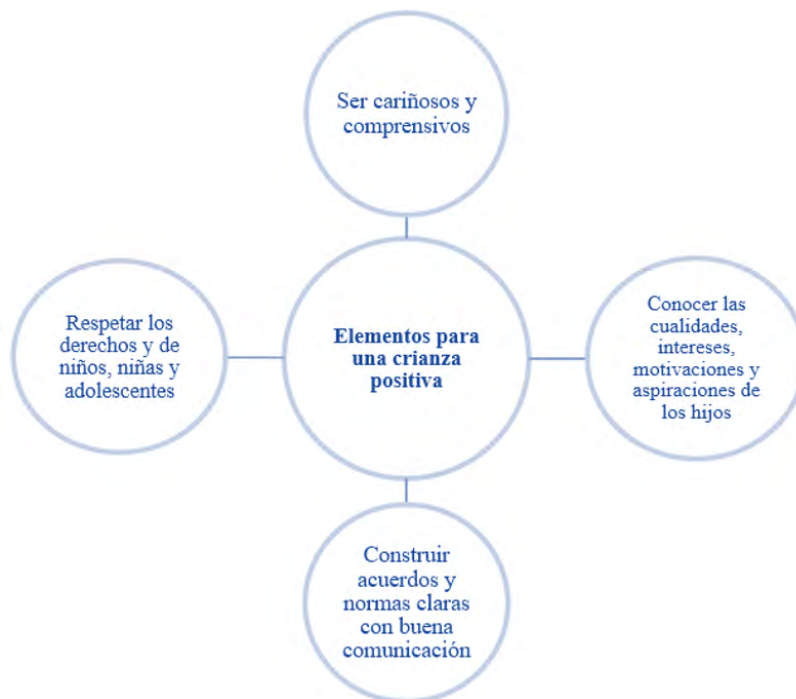 Ser cariñosos y
comprensivos
Respetar los
derechos y de
niños, niñas y
adolescentes
Elementos para
una crianza
positiva
Conocer las
cualidades,
intereses,
motivaciones y
aspiraciones de
los hijos
Construir
acuerdos y
normas claras
con buena
comunicación